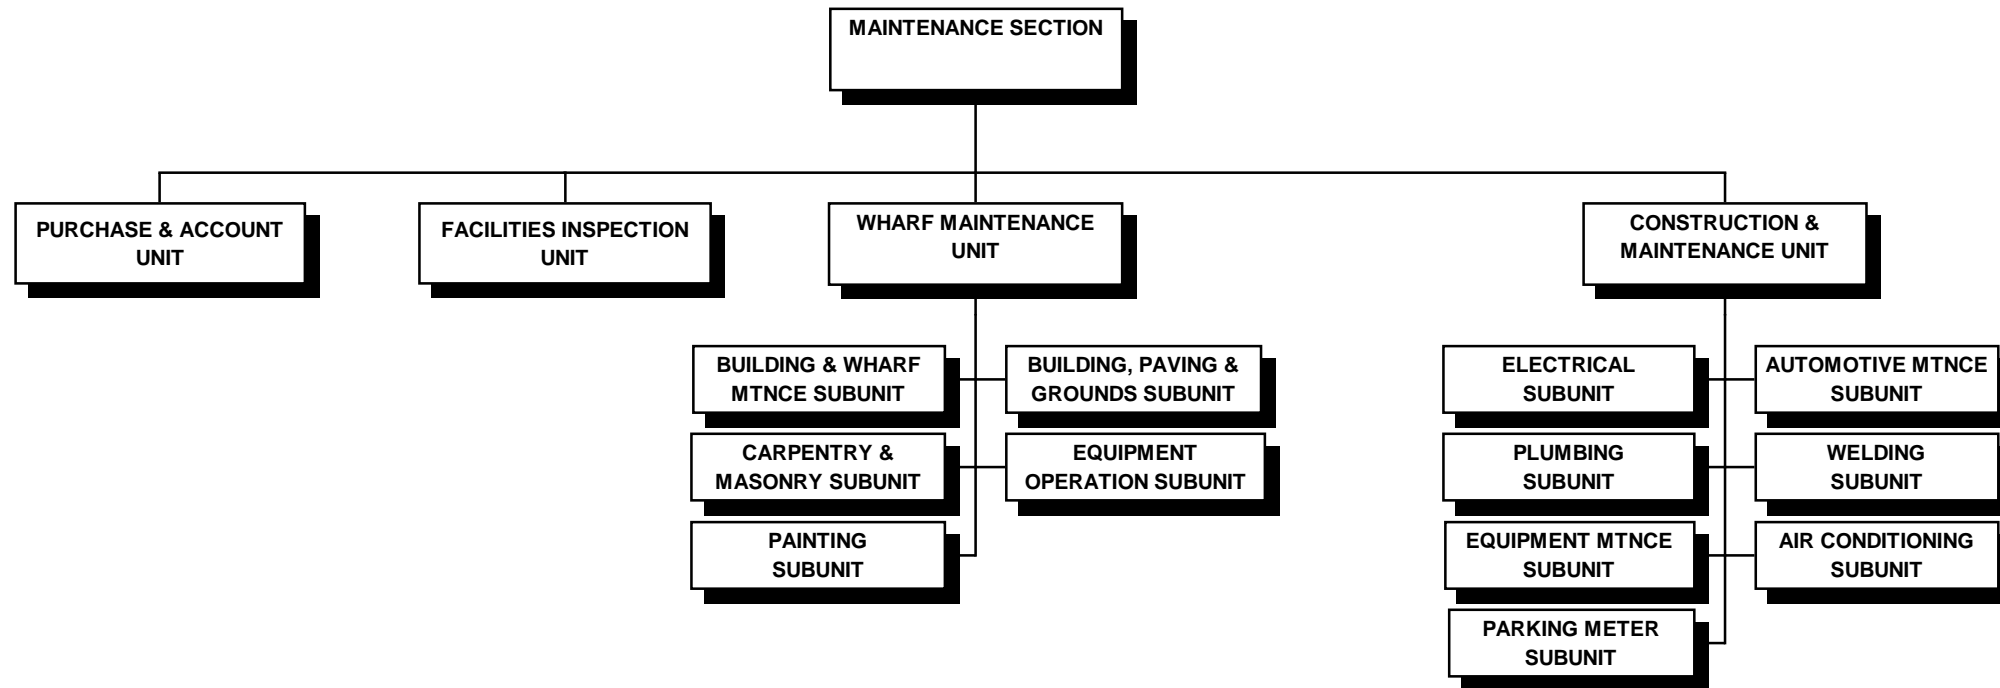 MAINTENANCE SECTION
PURCHASE & ACCOUNT
UNIT
FACILITIES INSPECTION
UNIT
WHARF MAINTENANCE
UNIT
CONSTRUCTION &
MAINTENANCE UNIT
BUILDING & WHARF
MTNCE SUBUNIT
BUILDING, PAVING &
GROUNDS SUBUNIT
CARPENTRY &
MASONRY SUBUNIT
EQUIPMENT
OPERATION SUBUNIT
PAINTING
SUBUNIT
ELECTRICAL
SUBUNIT
AUTOMOTIVE MTNCE
SUBUNIT
PLUMBING
SUBUNIT
WELDING
SUBUNIT
EQUIPMENT MTNCE
SUBUNIT
AIR CONDITIONING
SUBUNIT
PARKING METER
SUBUNIT